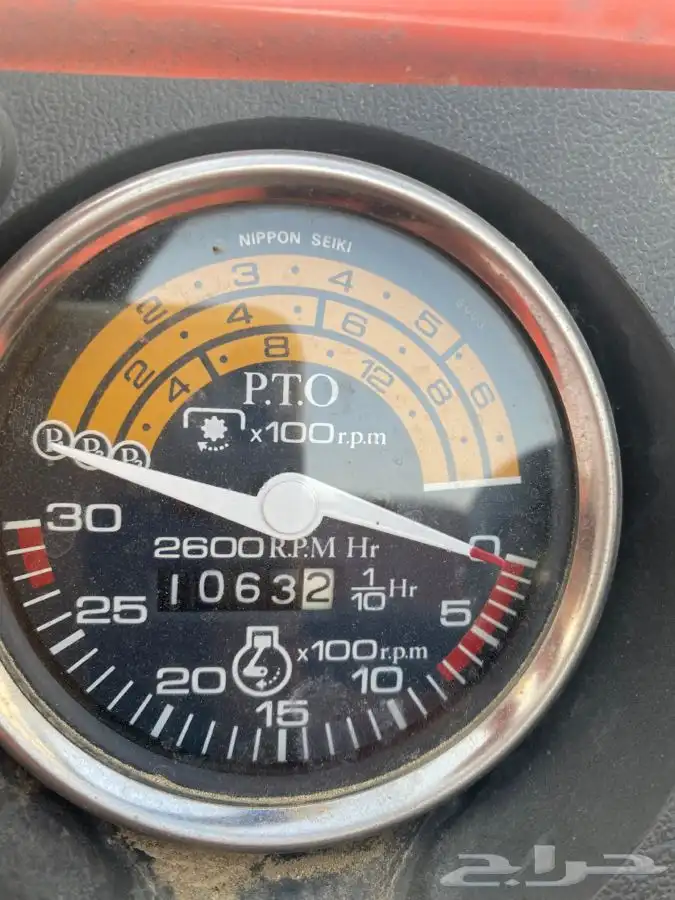 NIPPON SEIKI
2 3 4 5 6
2 4 6 8
4 8 12
P.T.O
x100 r.p.m
30
2600 R.P.M Hr
0
10632 1/10 Hr
25
5
x100 r.p.m
20
10
15
حراج